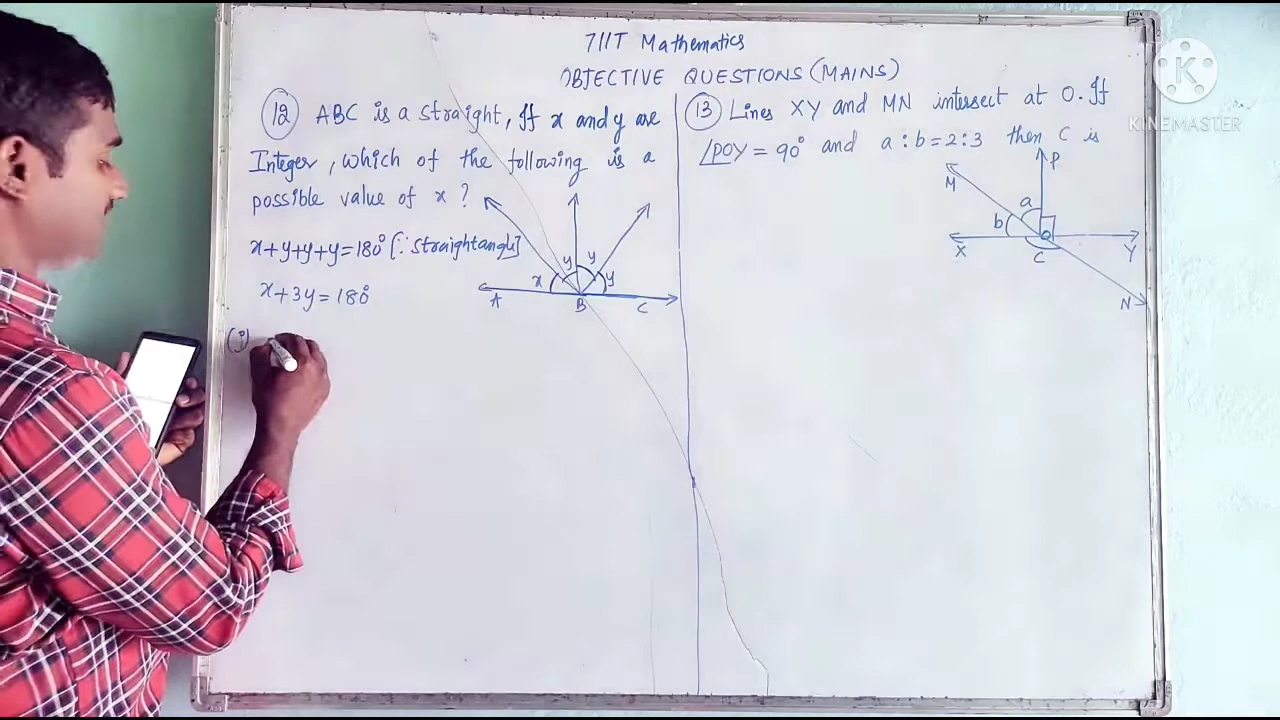 7IIT Mathematics
OBJECTIVE QUESTIONS (MAINS)
12 ABC is a straight, If x and y are
Integer, which of the following is a
possible value of x ?
x+y+y+y=180° [∵ straightangle]
x+3y=180°
(i)
x y y y
A B C
13 Lines XY and MN intersect at O. If
∠POY = 90° and a:b=2:3 then C is
M P
a
b O
X C Y
N
K
KINEMASTER